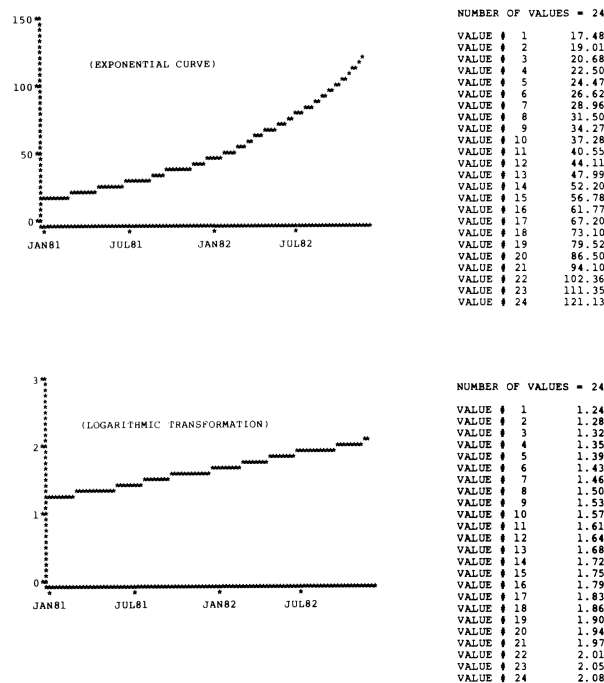 150
(EXPONENTIAL CURVE)
100
50
0
JAN81 JUL81 JAN82 JUL82
NUMBER OF VALUES = 24
VALUE # 1 17.48
VALUE # 2 19.01
VALUE # 3 20.68
VALUE # 4 22.50
VALUE # 5 24.47
VALUE # 6 26.62
VALUE # 7 28.96
VALUE # 8 31.50
VALUE # 9 34.27
VALUE # 10 37.28
VALUE # 11 40.55
VALUE # 12 44.11
VALUE # 13 47.99
VALUE # 14 52.20
VALUE # 15 56.78
VALUE # 16 61.77
VALUE # 17 67.20
VALUE # 18 73.10
VALUE # 19 79.52
VALUE # 20 86.50
VALUE # 21 94.10
VALUE # 22 102.36
VALUE # 23 111.35
VALUE # 24 121.13
3
(LOGARITHMIC TRANSFORMATION)
2
1
0
JAN81 JUL81 JAN82 JUL82
NUMBER OF VALUES = 24
VALUE # 1 1.24
VALUE # 2 1.28
VALUE # 3 1.32
VALUE # 4 1.35
VALUE # 5 1.39
VALUE # 6 1.43
VALUE # 7 1.46
VALUE # 8 1.50
VALUE # 9 1.53
VALUE # 10 1.57
VALUE # 11 1.61
VALUE # 12 1.64
VALUE # 13 1.68
VALUE # 14 1.72
VALUE # 15 1.75
VALUE # 16 1.79
VALUE # 17 1.83
VALUE # 18 1.86
VALUE # 19 1.90
VALUE # 20 1.94
VALUE # 21 1.97
VALUE # 22 2.01
VALUE # 23 2.05
VALUE # 24 2.08